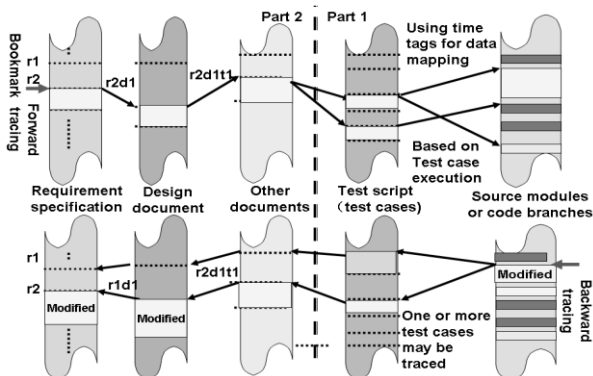 Part 2
Part 1
Using time
tags for data
mapping
Bookmark
tracing
Forward
r1
r2
r2d1
r2d1t1
Based on
Test case
execution
Requirement
specification
Design
document
Other
documents
Test script
(test cases)
Source modules
or code branches
r1
r2
r1d1
r2d1t1
Modified
Modified
Modified
One or more
test cases
may be
traced
Backward
tracing